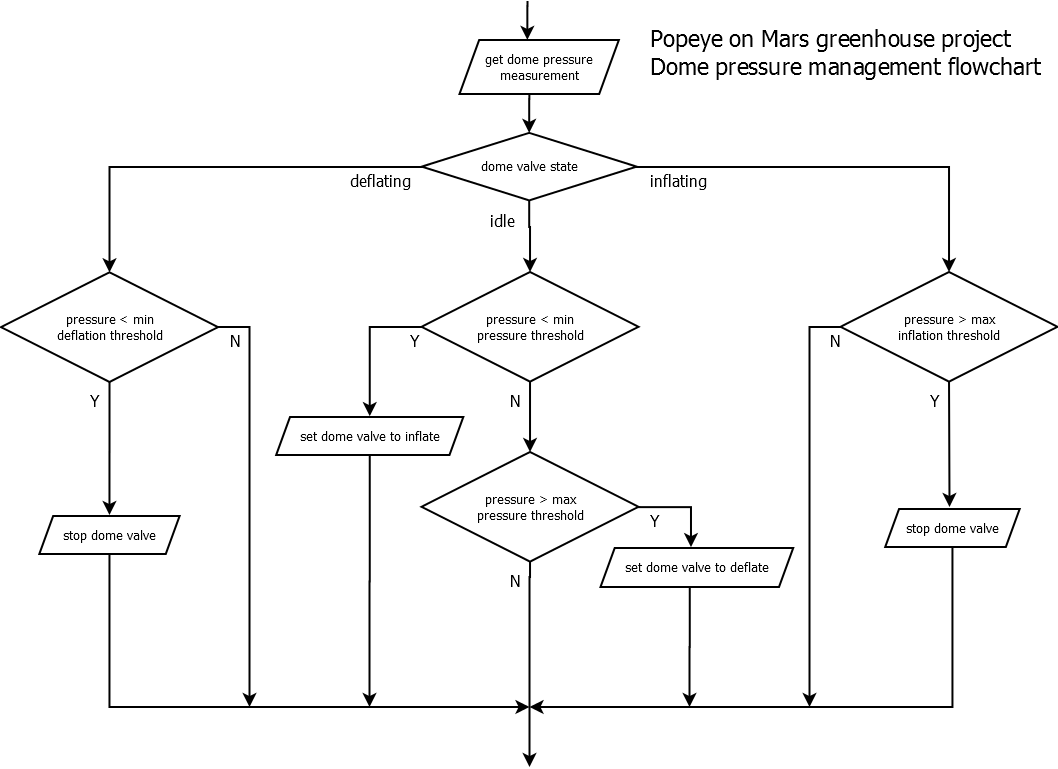 Popeye on Mars greenhouse project
Dome pressure management flowchart
get dome pressure
measurement
dome valve state
deflating
inflating
idle
pressure < min
deflation threshold
N
Y
pressure < min
pressure threshold
Y
N
pressure > max
inflation threshold
N
Y
set dome valve to inflate
pressure > max
pressure threshold
Y
N
stop dome valve
set dome valve to deflate
stop dome valve